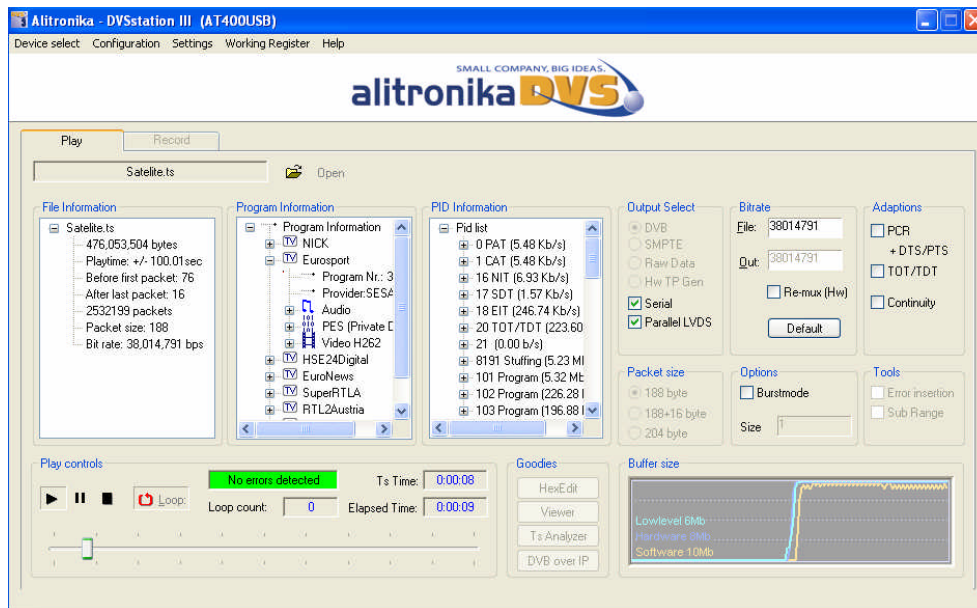 Alitronika - DVSstation III (AT400USB)
Device select Configuration Settings Working Register Help
SMALL COMPANY, BIG IDEAS.
alitronika DVS
Play
Record
Satelite.ts
Open
File Information
Satelite.ts
476,053,504 bytes
Playtime: +/- 100.01sec
Before first packet: 76
After last packet: 16
2532199 packets
Packet size: 188
Bit rate: 38,014,791 bps
Program Information
Program Information
NICK
Eurosport
Program Nr.: 3
Provider:SESA
Audio
PES (Private D
Video H262
HSE24Digital
EuroNews
SuperRTLA
RTL2Austria
PID Information
Pid list
0 PAT (5.48 Kb/s)
1 CAT (5.48 Kb/s)
16 NIT (6.93 Kb/s)
17 SDT (1.57 Kb/s)
18 EIT (246.74 Kb/s)
20 TOT/TDT (223.60
21 (0.00 b/s)
8191 Stuffing (5.23 Ml
101 Program (5.32 Mb
102 Program (226.28 l
103 Program (196.88 l
Output Select
DVB
SMPTE
Raw Data
Hw TP Gen
Serial
Parallel LVDS
Bitrate
File: 38014791
Out: 38014791
Re-mux (Hw)
Default
Adaptions
PCR
+ DTS/PTS
TOT/TDT
Continuity
Packet size
188 byte
188+16 byte
204 byte
Options
Burstmode
Size 1
Tools
Error insertion
Sub Range
Play controls
Loop:
No errors detected
Ts Time: 0:00:08
Loop count: 0
Elapsed Time: 0:00:09
Goodies
HexEdit
Viewer
Ts Analyzer
DVB over IP
Buffer size
Lowlevel 6Mb
Hardware 8Mb
Software 10Mb